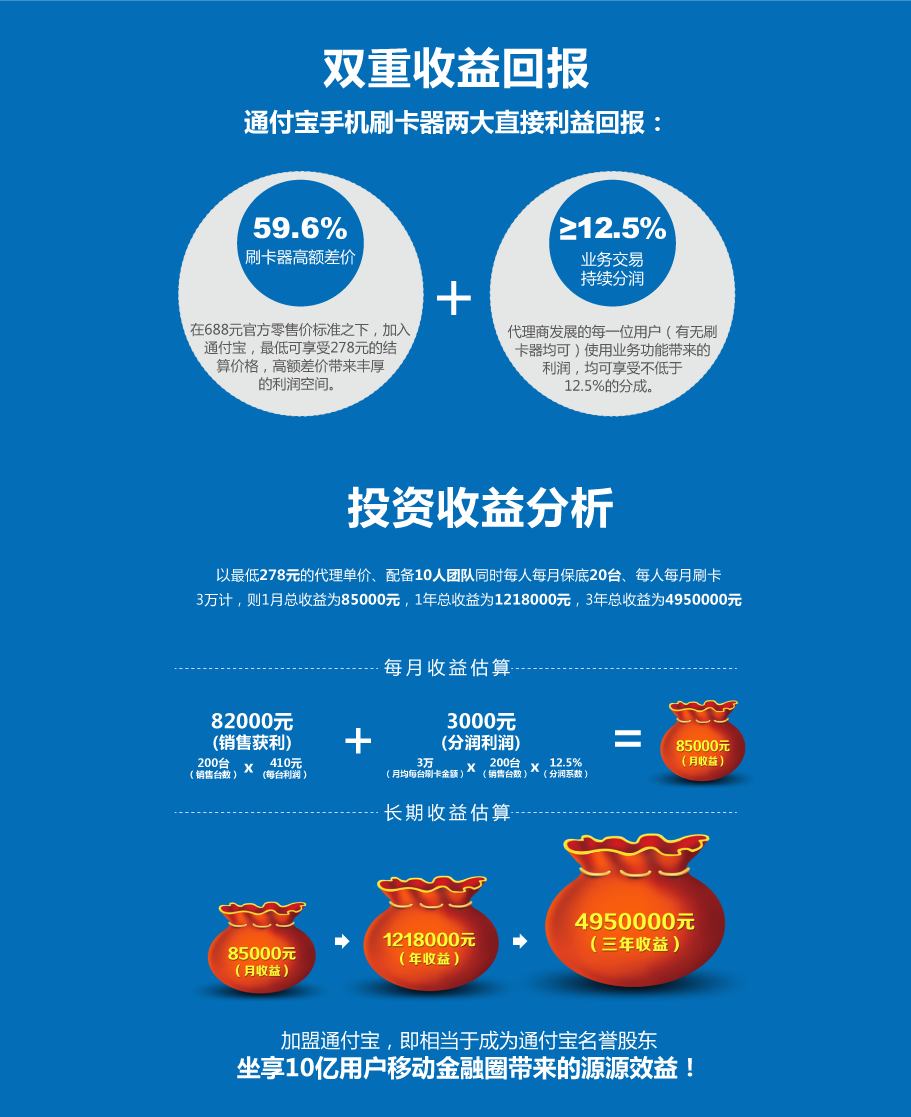 双重收益回报
通付宝手机刷卡器两大直接利益回报：
59.6%
刷卡器高额差价
在688元官方零售价标准之下，加入
通付宝，最低可享受278元的结
算价格，高额差价带来丰厚
的利润空间。
+
≥12.5%
业务交易
持续分润
代理商发展的每一位用户（有无刷
卡器均可）使用业务功能带来的
利润，均可享受不低于
12.5%的分成。
投资收益分析
以最低278元的代理单价、配备10人团队同时每人每月保底20台、每人每月刷卡
3万计，则1月总收益为85000元，1年总收益为1218000元，3年总收益为4950000元
每月收益估算
82000元
(销售获利)
200台
（销售台数）
x
410元
(每台利润)
+
3000元
(分润利润)
3万
（月均每台刷卡金额）
x
200台
（销售台数）
x
12.5%
（分润系数）
=
85000元
（月收益）
长期收益估算
85000元
（月收益）
1218000元
（年收益）
4950000元
（三年收益）
加盟通付宝，即相当于成为通付宝名誉股东
坐享10亿用户移动金融圈带来的源源效益！